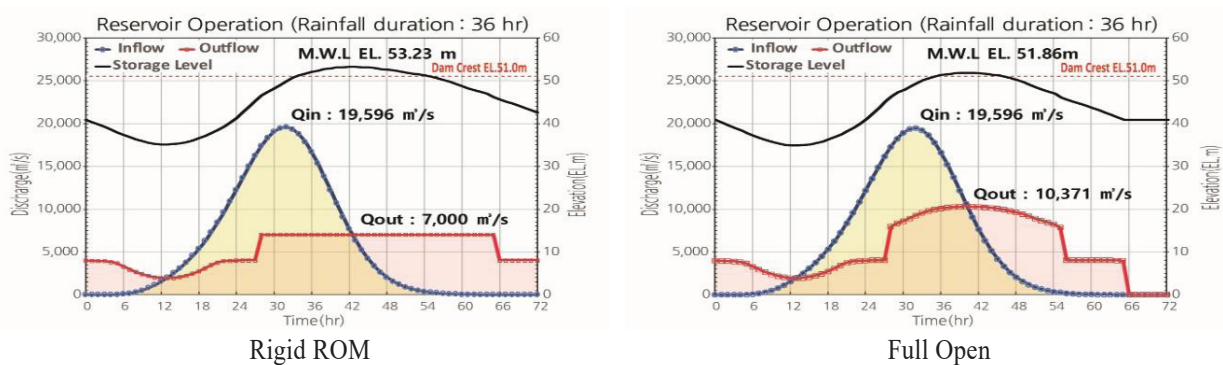 Reservoir Operation (Rainfall duration : 36 hr)
30,000
25,000
20,000
15,000
10,000
5,000
0
Discharge(㎥/s)
60
50
40
30
20
10
0
Elevation(EL.m)
Inflow Outflow
Storage Level
M.W.L EL. 53.23 m
Dam Crest EL.51.0m
Qin : 19,596 ㎥/s
Qout : 7,000 ㎥/s
0 6 12 18 24 30 36 42 48 54 60 66 72
Time(hr)
Rigid ROM
Reservoir Operation (Rainfall duration : 36 hr)
30,000
25,000
20,000
15,000
10,000
5,000
0
Discharge(㎥/s)
60
50
40
30
20
10
0
Elevation(EL.m)
Inflow Outflow
Storage Level
M.W.L EL. 51.86m
Dam Crest EL.51.0m
Qin : 19,596 ㎥/s
Qout : 10,371 ㎥/s
0 6 12 18 24 30 36 42 48 54 60 66 72
Time(hr)
Full Open